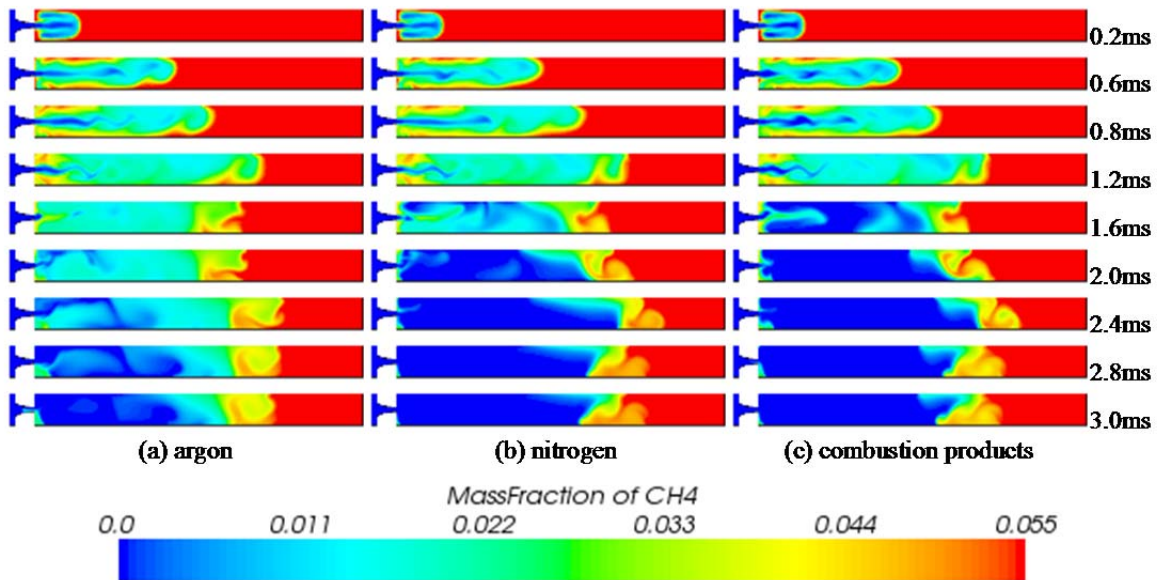 0.2ms
0.6ms
0.8ms
1.2ms
1.6ms
2.0ms
2.4ms
2.8ms
3.0ms
(a) argon (b) nitrogen (c) combustion products
MassFraction of CH4
0.0 0.011 0.022 0.033 0.044 0.055